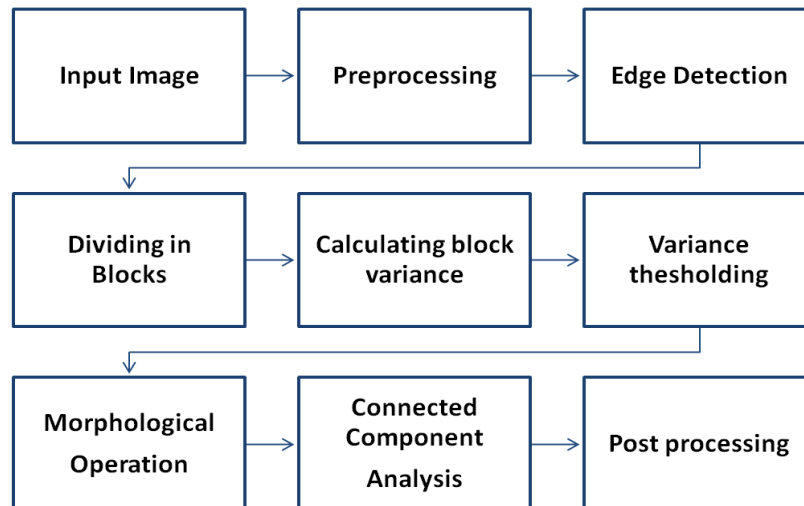 Input Image
Preprocessing
Edge Detection
Dividing in
Blocks
Calculating block
variance
Variance
thesholding
Morphological
Operation
Connected
Component
Analysis
Post processing